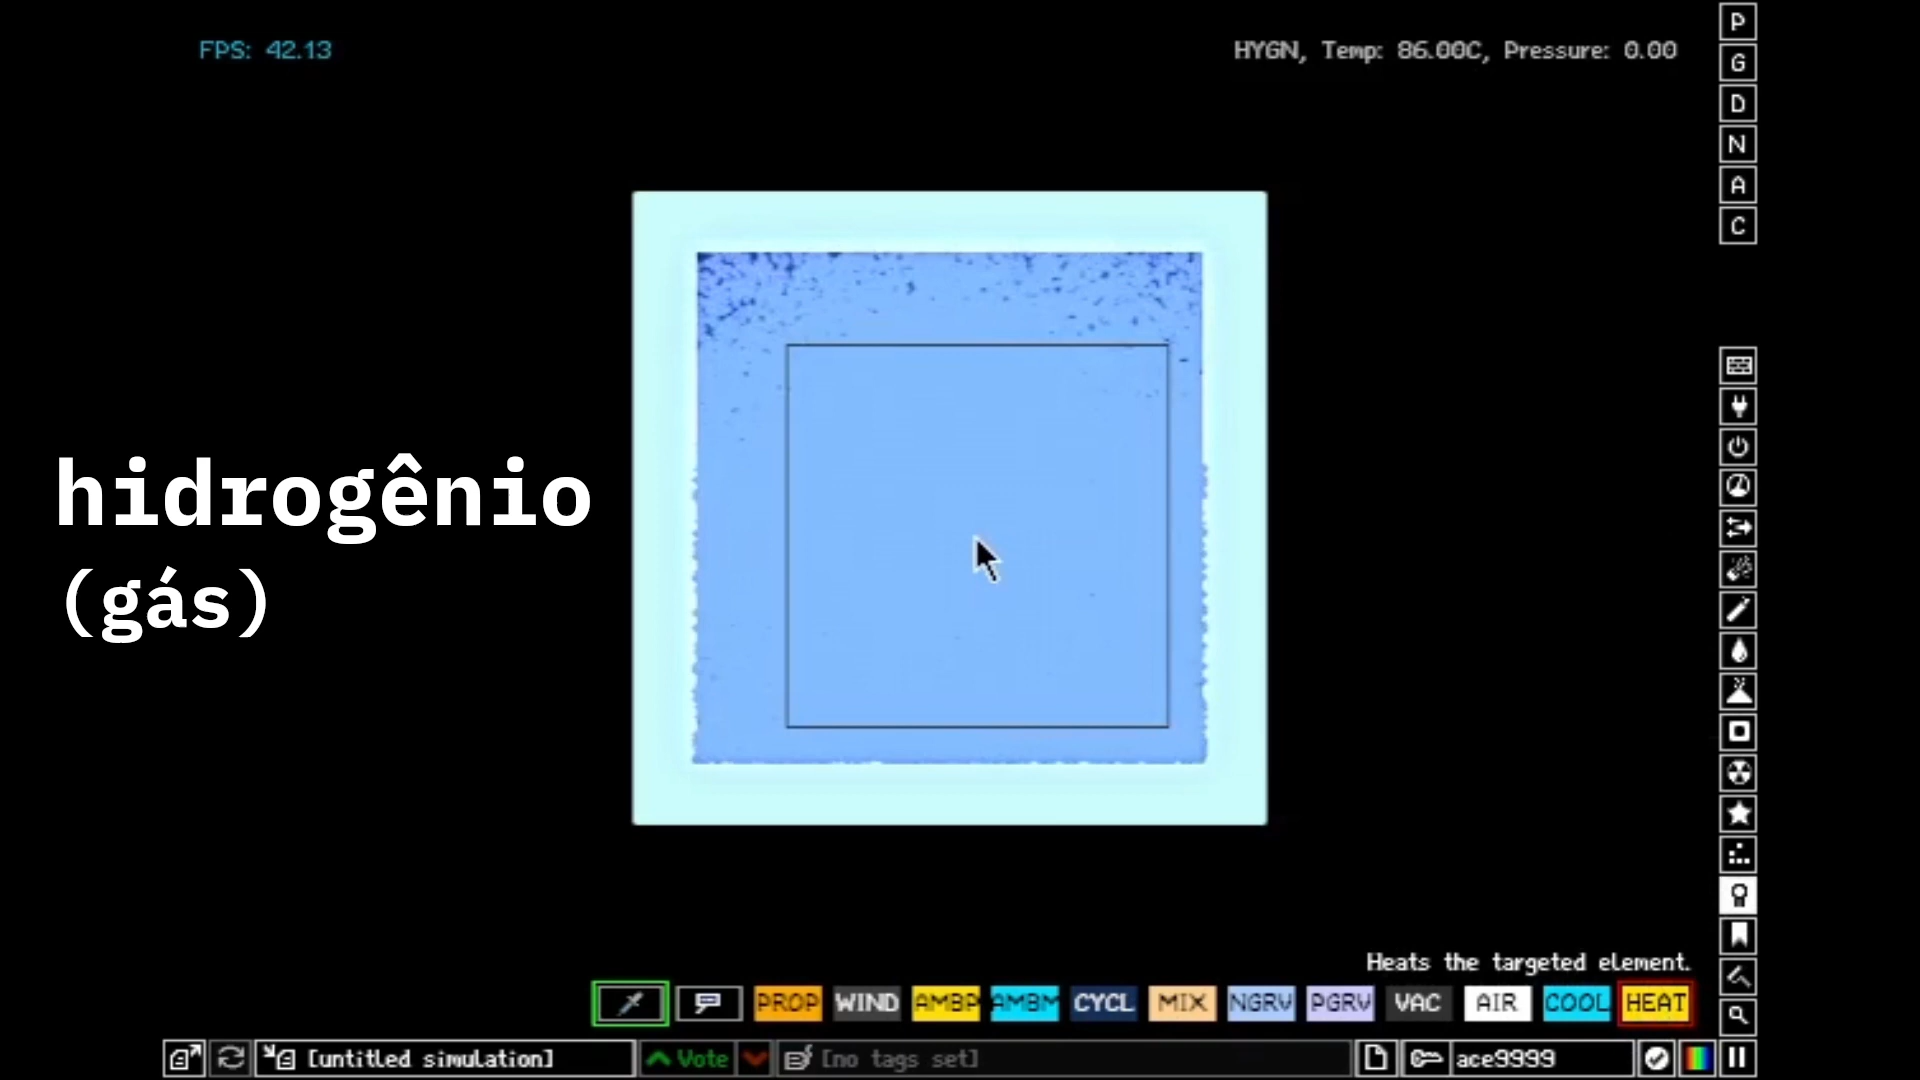 FPS: 42.13
HYGN, Temp: 86.00C, Pressure: 0.00
P
G
D
N
A
C
hidrogênio
(gás)
Heats the targeted element.
PROP WIND AMBP AMBM CYCL MIX NGRV PGRV VAC AIR COOL HEAT
[untitled simulation] Vote [no tags set] ace9999